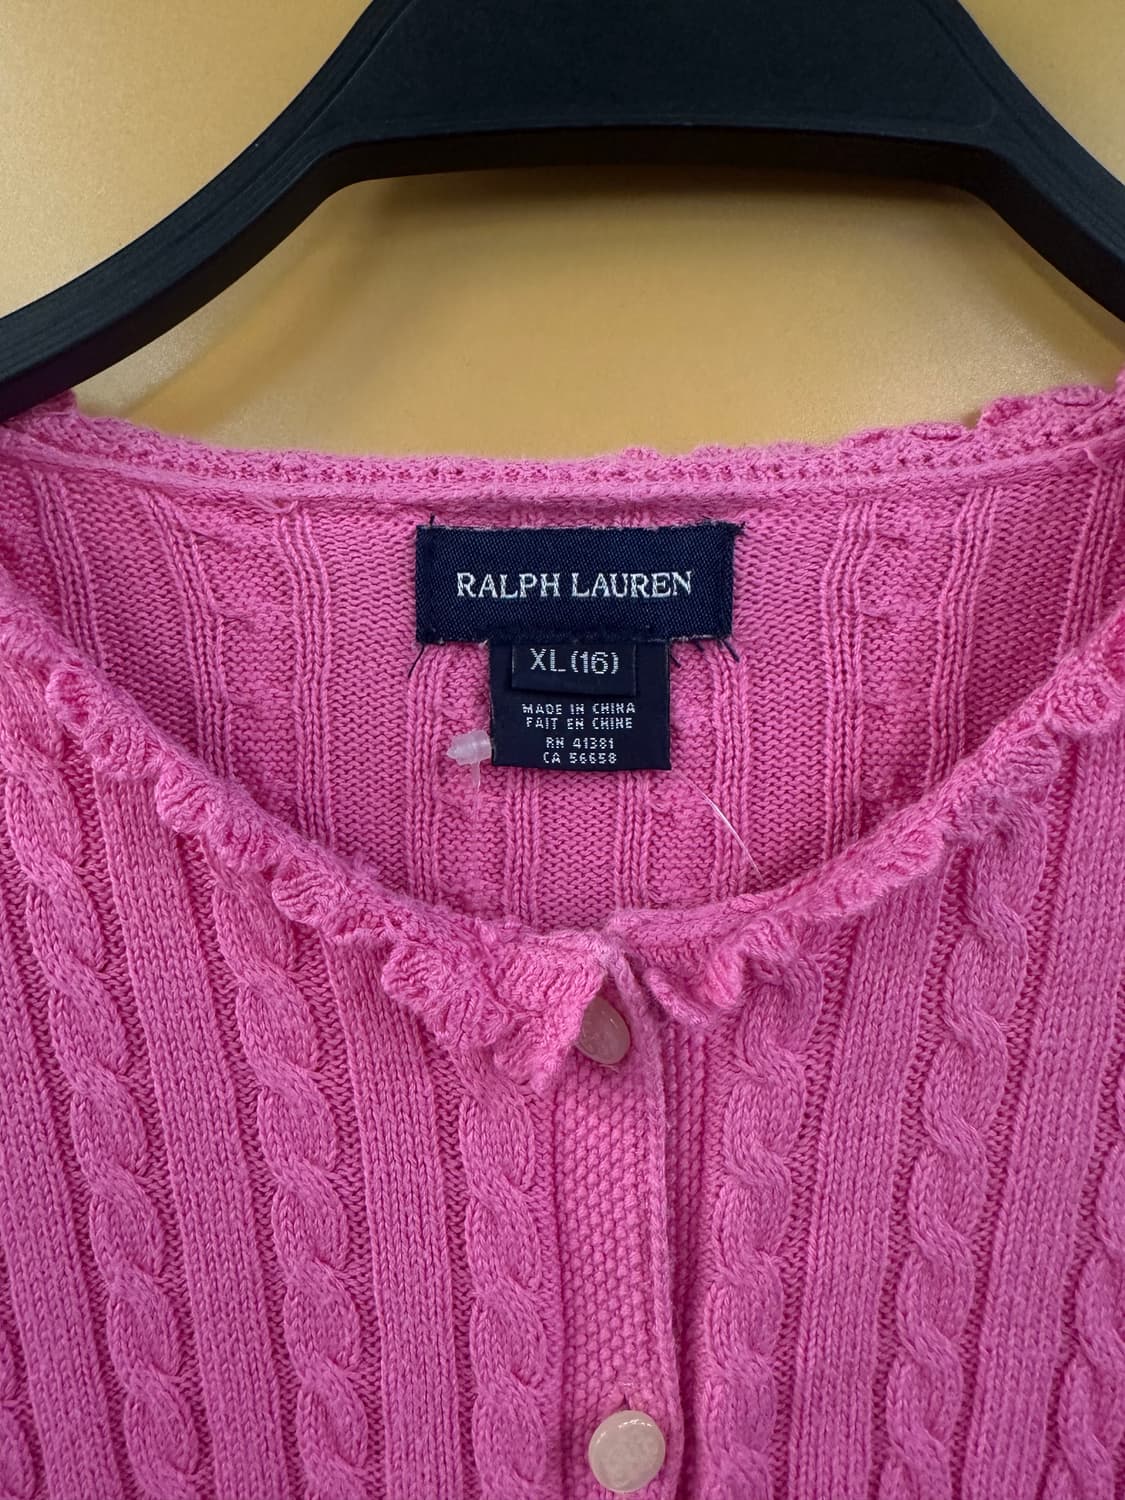 RALPH LAUREN
XL (16)
MADE IN CHINA
FAIT EN CHINE
RN 41381
CA 56658